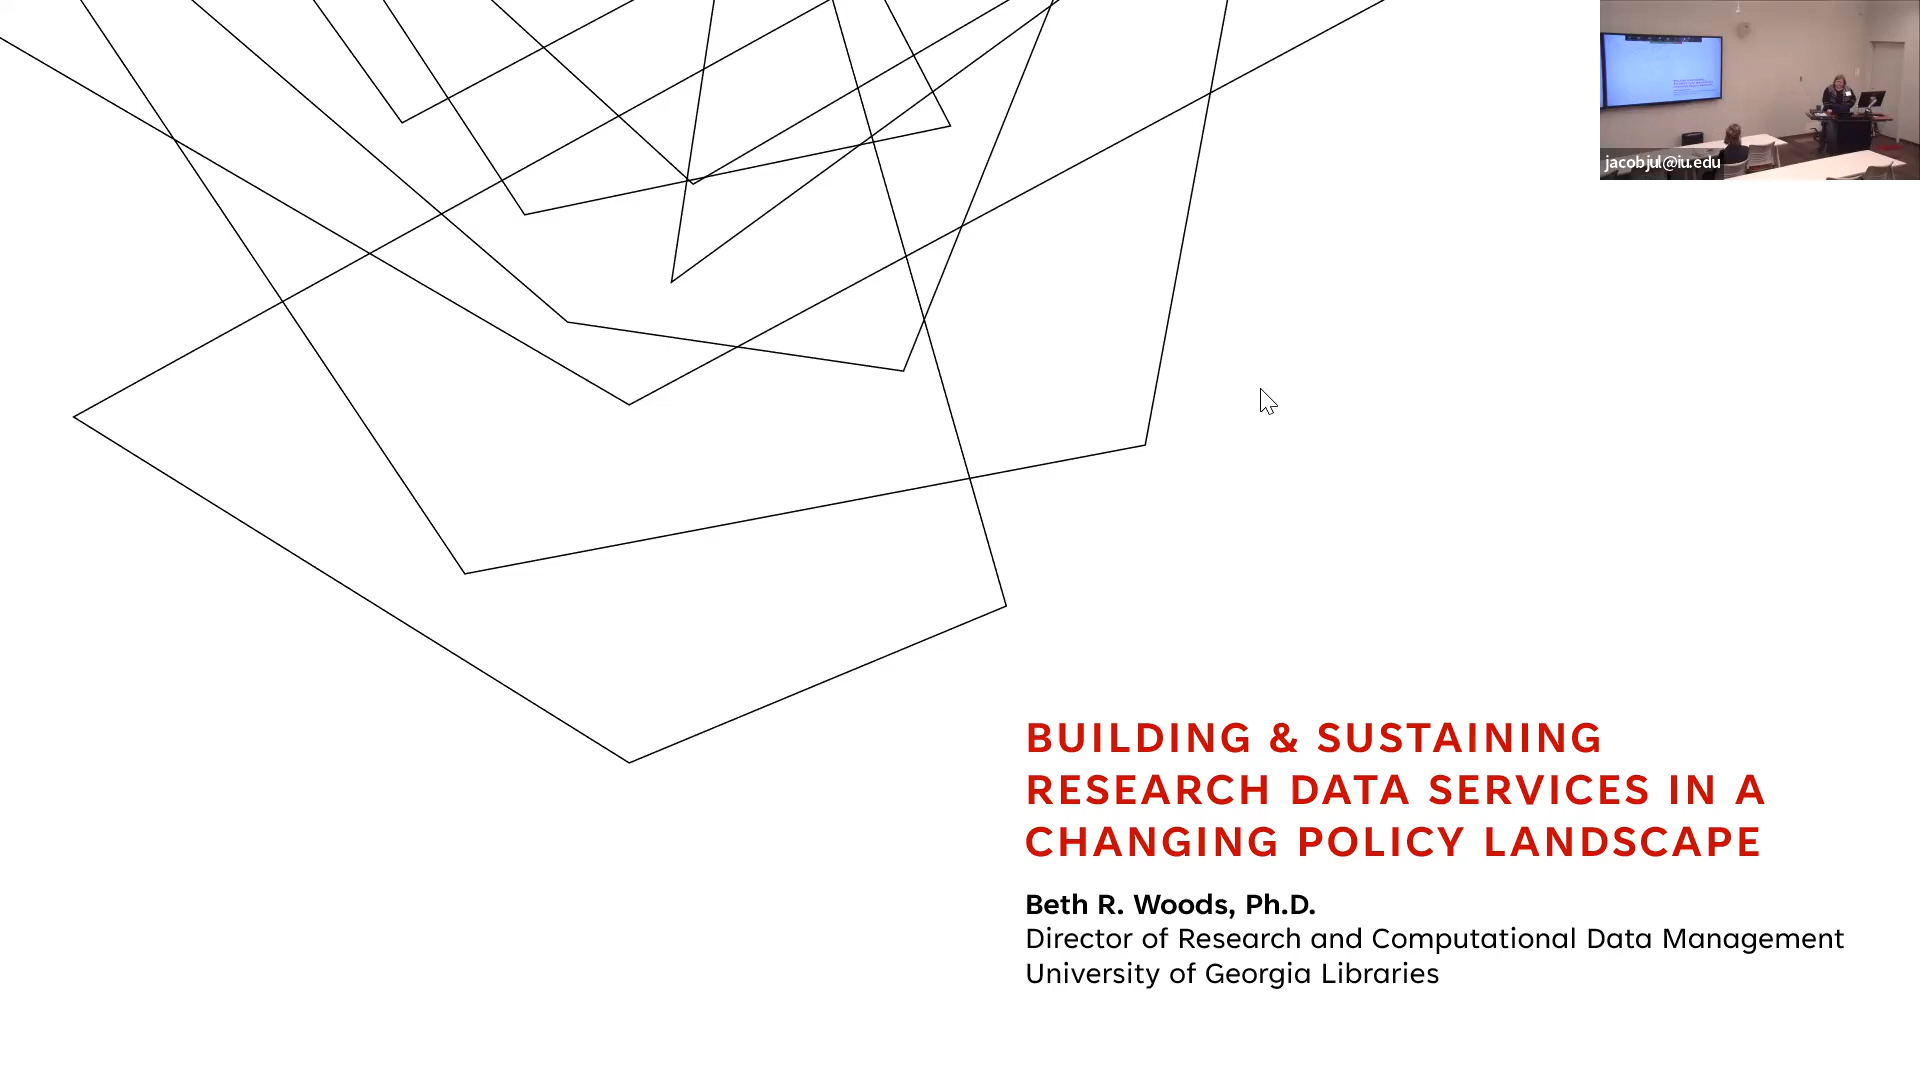 jacobjul@iu.edu
BUILDING & SUSTAINING
RESEARCH DATA SERVICES IN A
CHANGING POLICY LANDSCAPE
Beth R. Woods, Ph.D.
Director of Research and Computational Data Management
University of Georgia Libraries